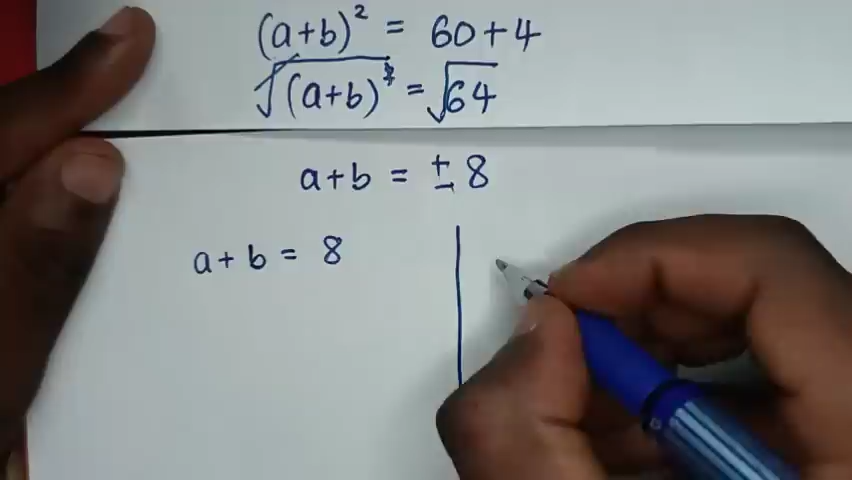 (a+b)² = 60+4
√(a+b)² = √64
a+b = ±8
a+b = 8